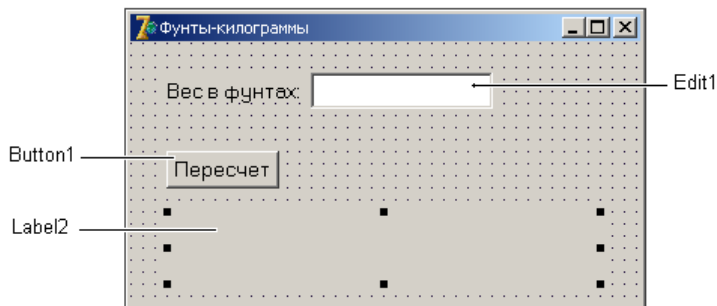 Фунты-килограммы
Вес в фунтах:
Edit1
Button1
Пересчет
Label2